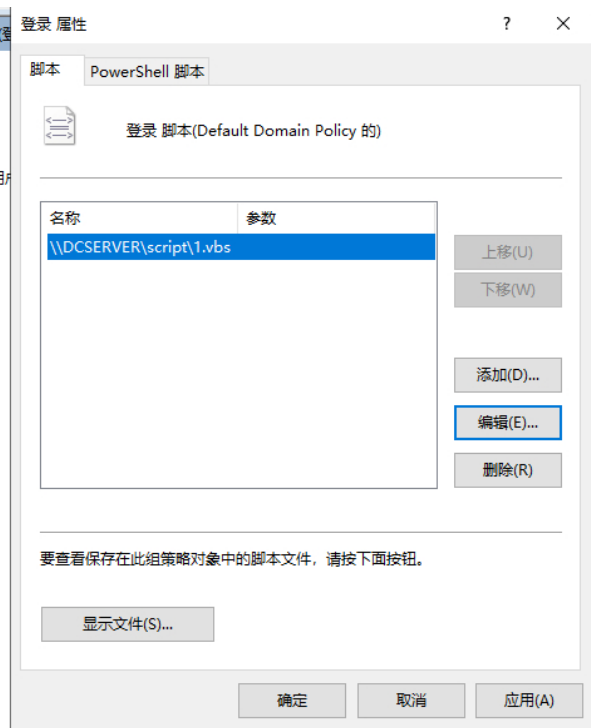 登录 属性
?
脚本
PowerShell 脚本
登录 脚本(Default Domain Policy 的)
名称
参数
\\DCSERVER\script\1.vbs
上移(U)
下移(W)
添加(D)...
编辑(E)...
删除(R)
要查看保存在此组策略对象中的脚本文件，请按下面按钮。
显示文件(S)...
确定
取消
应用(A)